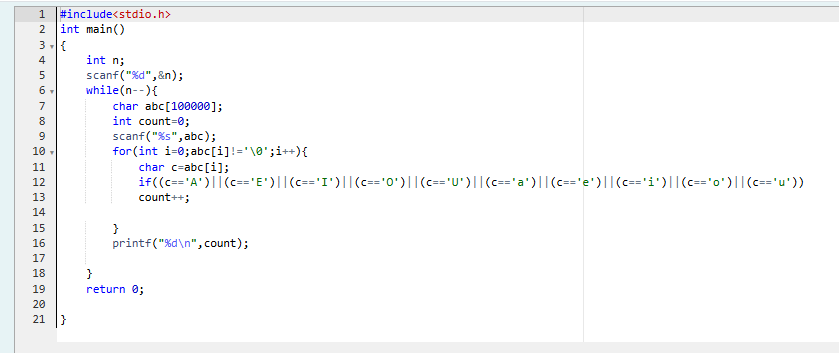 1 #include<stdio.h>
2 int main()
3 {
4 int n;
5 scanf("%d",&n);
6 while(n--){
7 char abc[100000];
8 int count=0;
9 scanf("%s",abc);
10 for(int i=0;abc[i]!='\0';i++){
11 char c=abc[i];
12 if((c=='A')||(c=='E')||(c=='I')||(c=='O')||(c=='U')||(c=='a')||(c=='e')||(c=='i')||(c=='o')||(c=='u'))
13 count++;
14
15 }
16 printf("%d\n",count);
17
18 }
19 return 0;
20
21 }